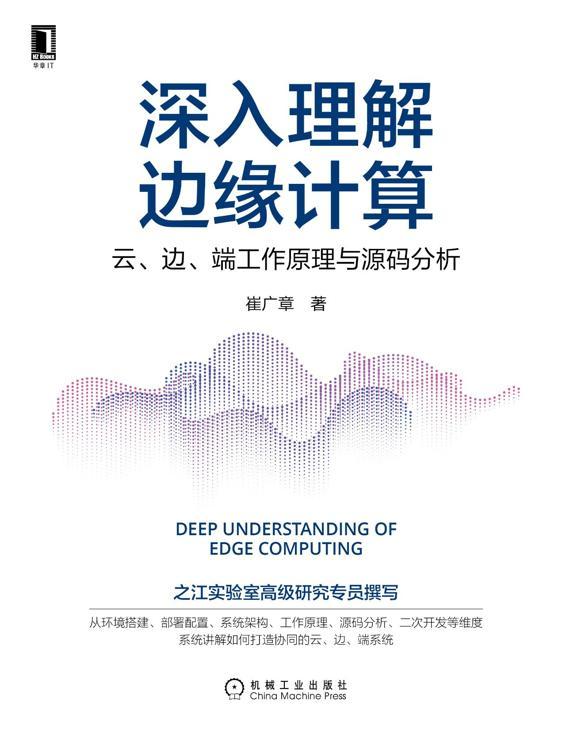 HZ BOOKS
华章IT
深入理解
边缘计算
云、边、端工作原理与源码分析
崔广章 著
DEEP UNDERSTANDING OF
EDGE COMPUTING
之江实验室高级研究专员撰写
从环境搭建、部署配置、系统架构、工作原理、源码分析、二次开发等维度
系统讲解如何打造协同的云、边、端系统
机械工业出版社
China Machine Press